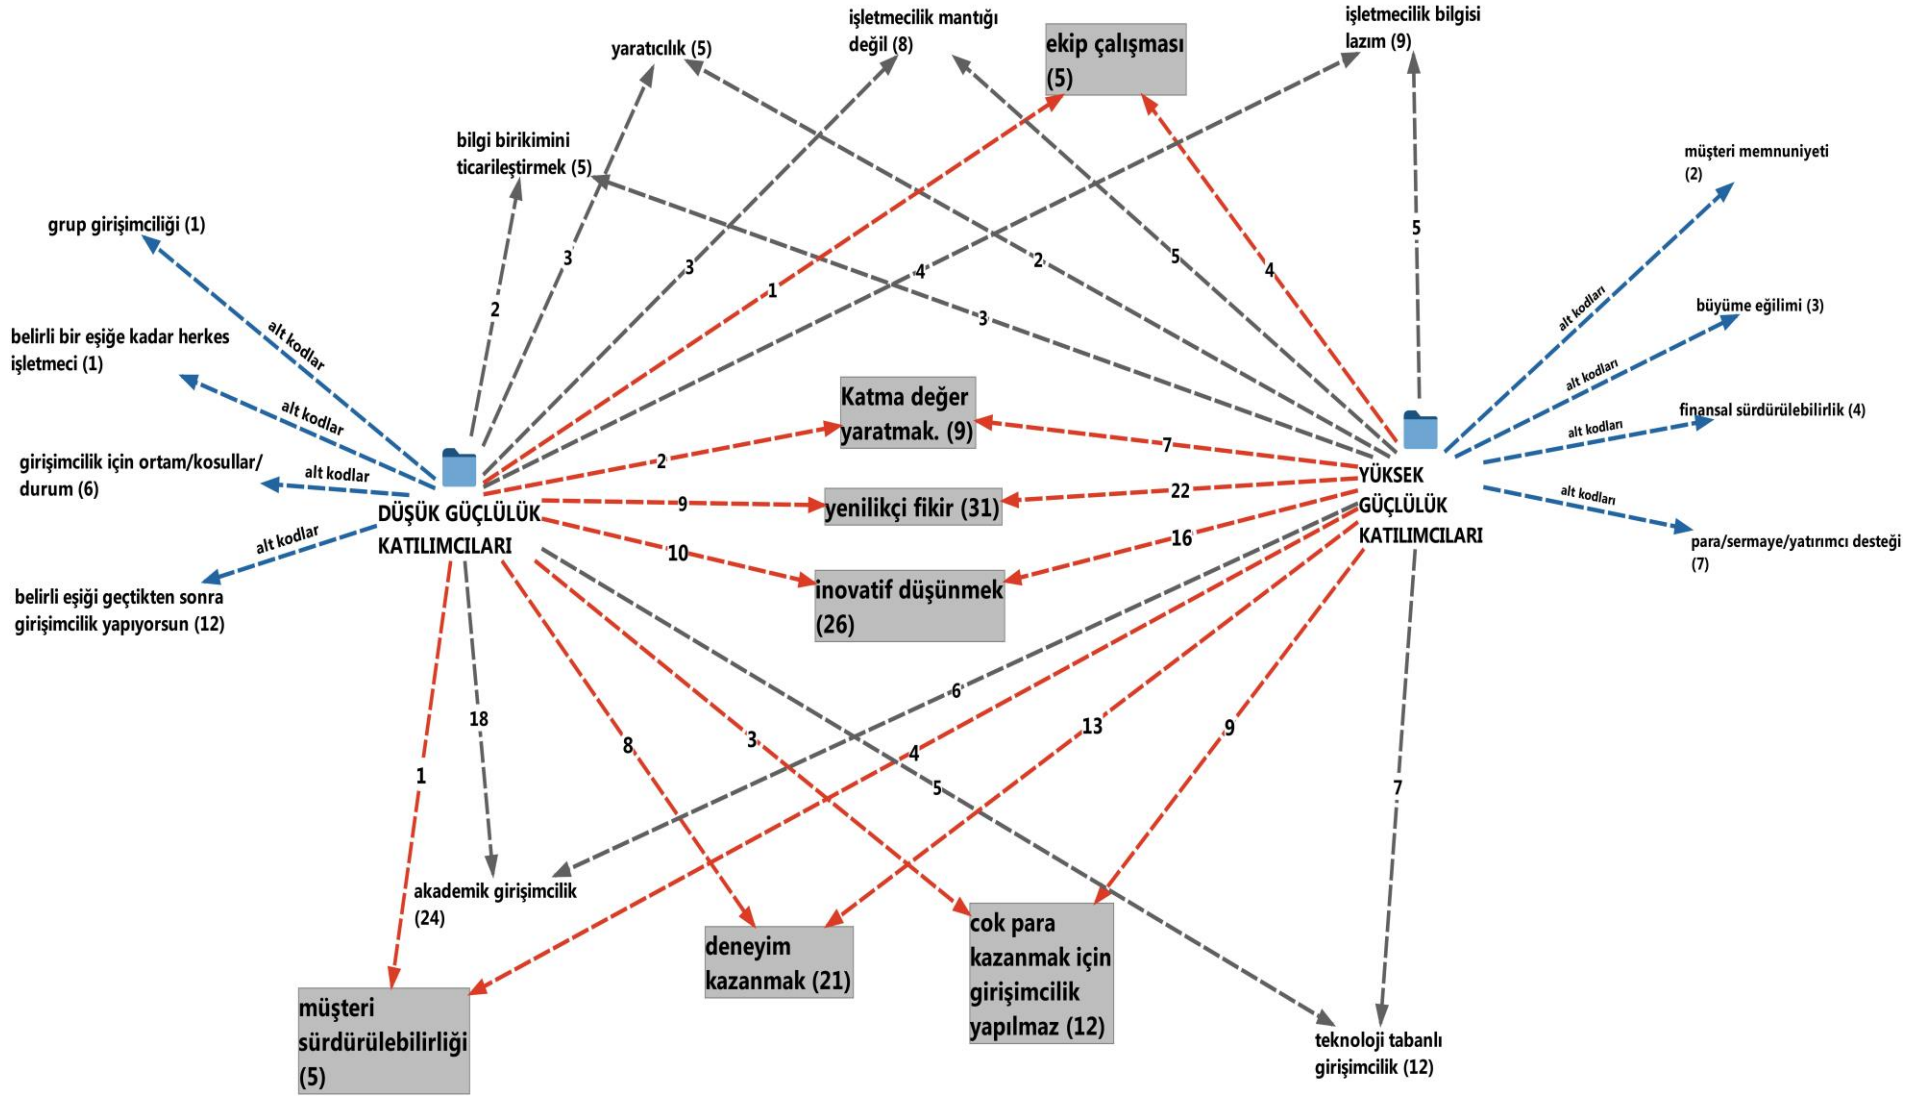 işletmecilik mantığı
değil (8)
ekip çalışması
(5)
işletmecilik bilgisi
lazım (9)
yaratıcılık (5)
bilgi birikimini
ticarileştirmek (5)
müşteri memnuniyeti
(2)
grup girişimciliği (1)
belirli bir eşiğe kadar herkes
işletmeci (1)
girişimcilik için ortam/kosullar/
durum (6)
belirli eşiği geçtikten sonra
girişimcilik yapıyorsun (12)
alt kodlar
alt kodlar
alt kodlar
alt kodlar
DÜŞÜK GÜÇLÜLÜK
KATILIMCILARI
2
3
3
4
1
2
9
10
3
2
5
4
5
7
22
16
Katma değer
yaratmak. (9)
yenilikçi fikir (31)
inovatif düşünmek
(26)
YÜKSEK
GÜÇLÜLÜK
KATILIMCILARI
alt kodları
alt kodları
alt kodları
alt kodları
büyüme eğilimi (3)
finansal sürdürülebilirlik (4)
para/sermaye/yatırımcı desteği
(7)
1
18
8
3
5
6
4
13
9
7
akademik girişimcilik
(24)
müşteri
sürdürülebilirliği
(5)
deneyim
kazanmak (21)
cok para
kazanmak için
girişimcilik
yapılmaz (12)
teknoloji tabanlı
girişimcilik (12)